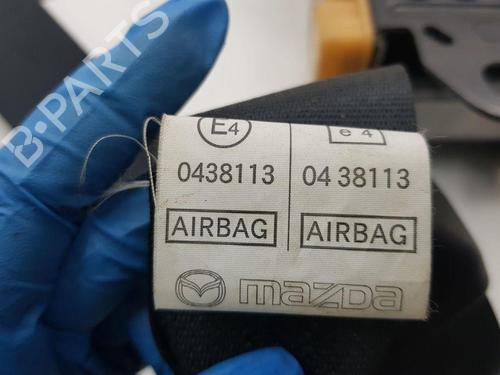 B-PARTS
E4 e4
0438113 04 38113
AIRBAG AIRBAG
mazda